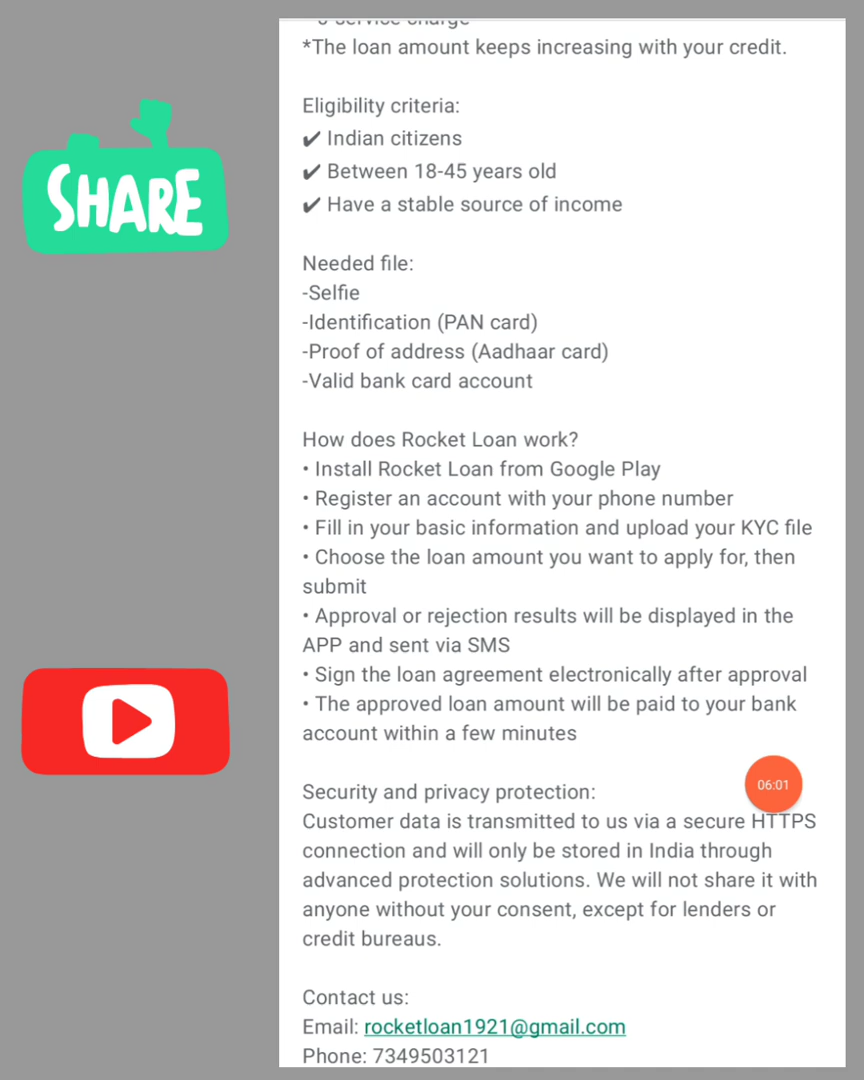 0 service charge
*The loan amount keeps increasing with your credit.
Eligibility criteria:
✔ Indian citizens
✔ Between 18-45 years old
✔ Have a stable source of income
SHARE
Needed file:
-Selfie
-Identification (PAN card)
-Proof of address (Aadhaar card)
-Valid bank card account
How does Rocket Loan work?
• Install Rocket Loan from Google Play
• Register an account with your phone number
• Fill in your basic information and upload your KYC file
• Choose the loan amount you want to apply for, then
submit
• Approval or rejection results will be displayed in the
APP and sent via SMS
• Sign the loan agreement electronically after approval
• The approved loan amount will be paid to your bank
account within a few minutes
Security and privacy protection:
06:01
Customer data is transmitted to us via a secure HTTPS
connection and will only be stored in India through
advanced protection solutions. We will not share it with
anyone without your consent, except for lenders or
credit bureaus.
Contact us:
Email: rocketloan1921@gmail.com
Phone: 7349503121